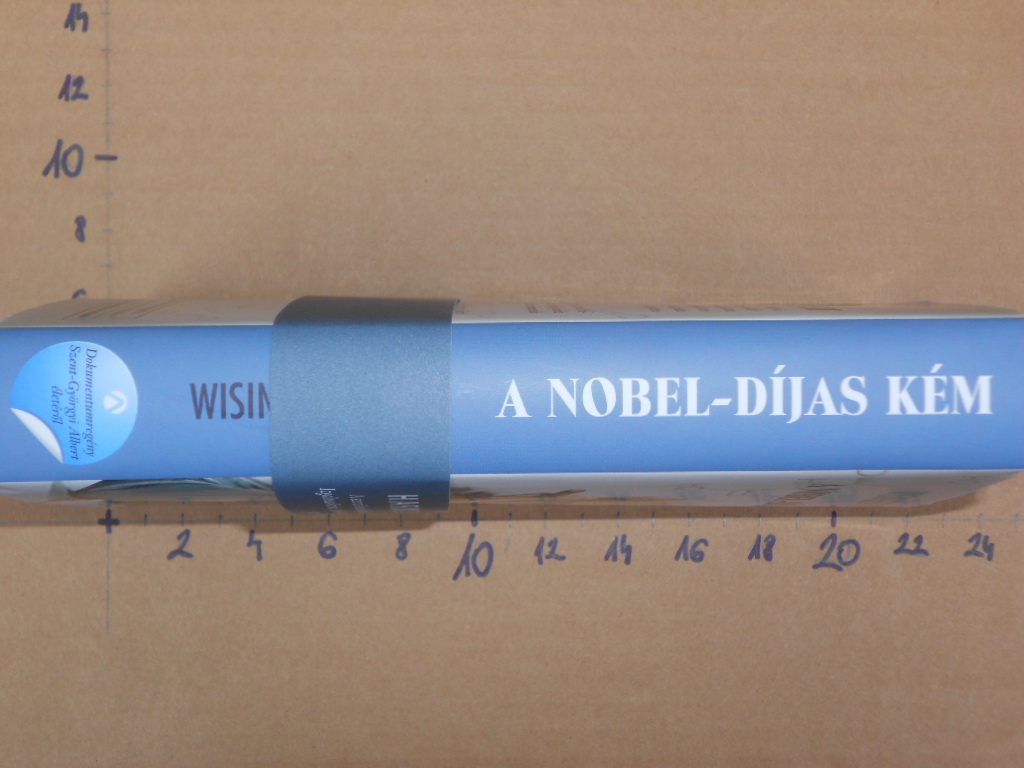 14
12
10
8
6
Dokumentumregény
Szent-Györgyi Albert
életéről
WISIN
A NOBEL-DÍJAS KÉM
2 4 6 8 10 12 14 16 18 20 22 24